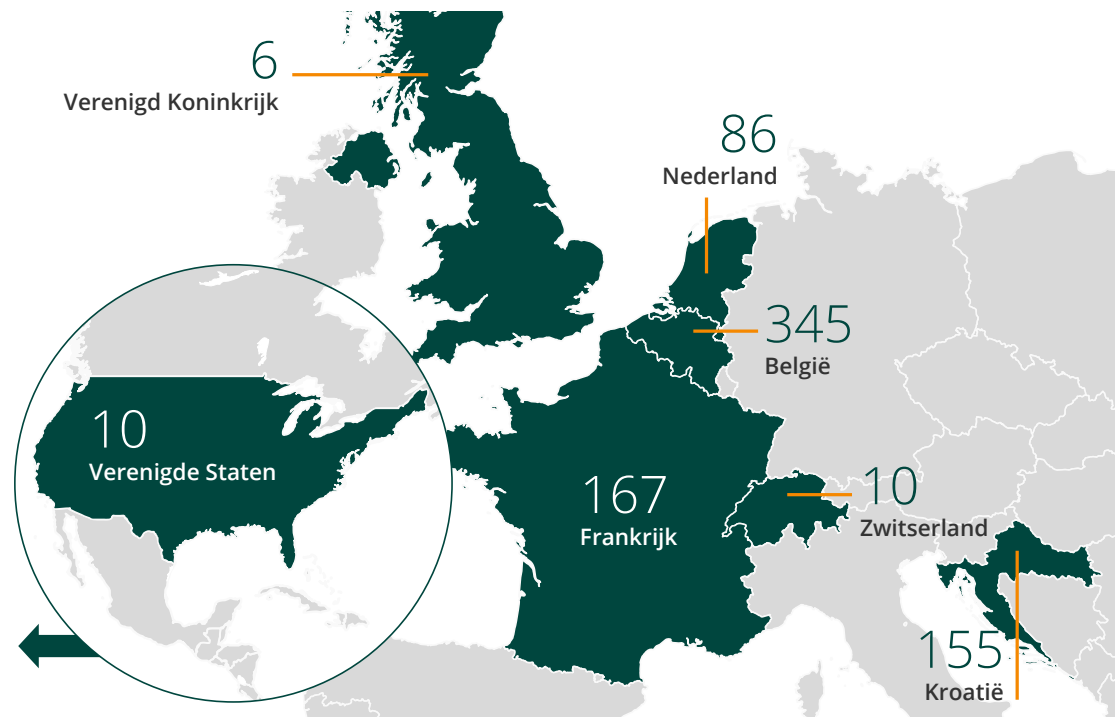 6
Verenigd Koninkrijk
86
Nederland
345
België
10
Verenigde Staten
167
Frankrijk
10
Zwitserland
155
Kroatië